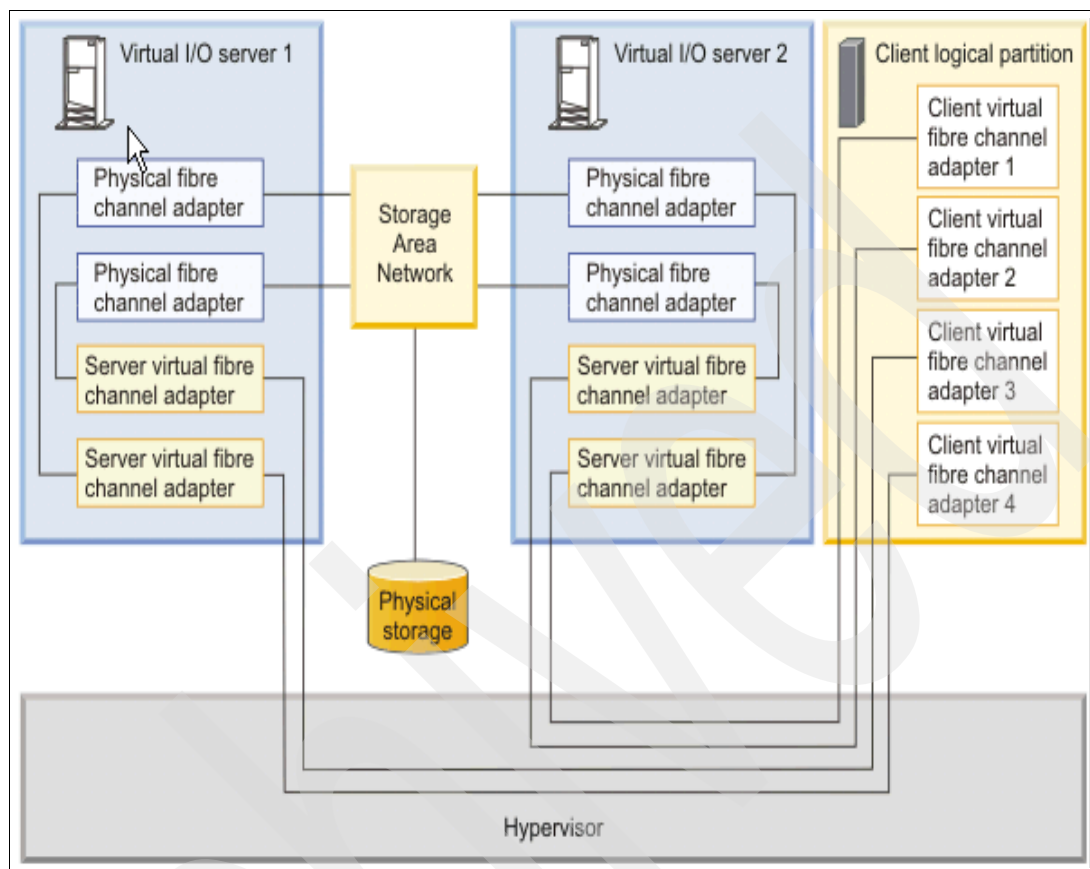 Virtual I/O server 1
Physical fibre
channel adapter
Physical fibre
channel adapter
Server virtual fibre
channel adapter
Server virtual fibre
channel adapter
Storage
Area
Network
Physical
storage
Virtual I/O server 2
Physical fibre
channel adapter
Physical fibre
channel adapter
Server virtual fibre
channel adapter
Server virtual fibre
channel adapter
Client logical partition
Client virtual
fibre channel
adapter 1
Client virtual
fibre channel
adapter 2
Client virtual
fibre channel
adapter 3
Client virtual
fibre channel
adapter 4
Hypervisor